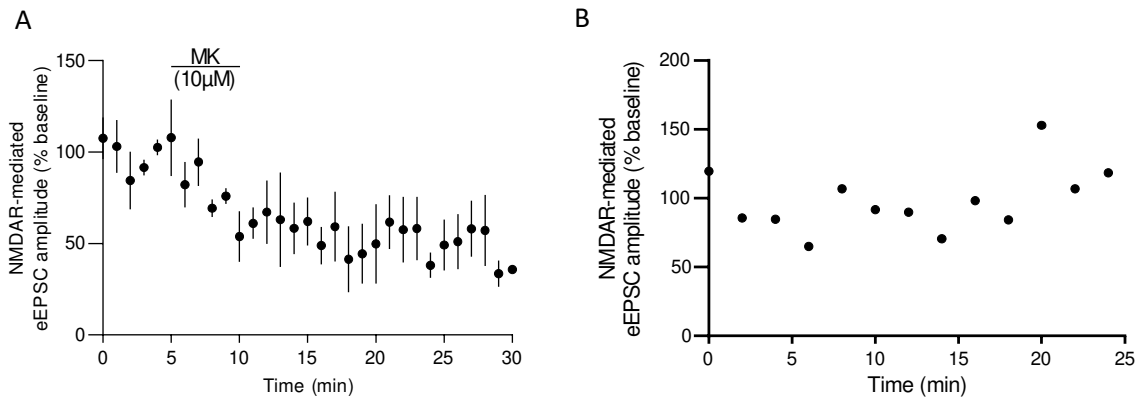 A
NMDAR-mediated
eEPSC amplitude (% baseline)
150
100
50
0
MK
(10µM)
0 5 10 15 20 25 30
Time (min)
B
NMDAR-mediated
eEPSC amplitude (% baseline)
200
150
100
50
0
0 5 10 15 20 25
Time (min)